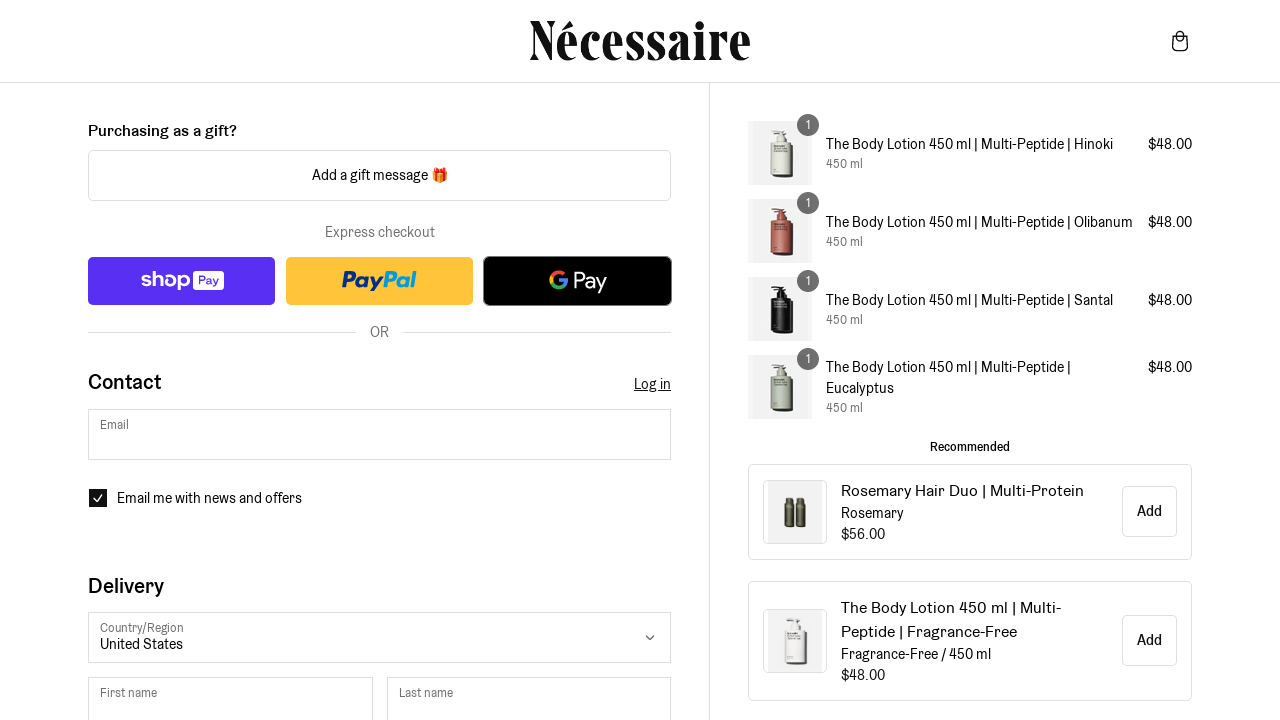 Nécessaire
Purchasing as a gift?
Add a gift message 🎁
Express checkout
shop Pay
PayPal
G Pay
OR
Contact
Log in
Email
Email me with news and offers
Delivery
Country/Region
United States
First name
Last name
1
The Body Lotion 450 ml | Multi-Peptide | Hinoki
$48.00
450 ml
1
The Body Lotion 450 ml | Multi-Peptide | Olibanum
$48.00
450 ml
1
The Body Lotion 450 ml | Multi-Peptide | Santal
$48.00
450 ml
1
The Body Lotion 450 ml | Multi-Peptide |
Eucalyptus
$48.00
450 ml
Recommended
Rosemary Hair Duo | Multi-Protein
Rosemary
$56.00
Add
The Body Lotion 450 ml | Multi-
Peptide | Fragrance-Free
Fragrance-Free / 450 ml
$48.00
Add